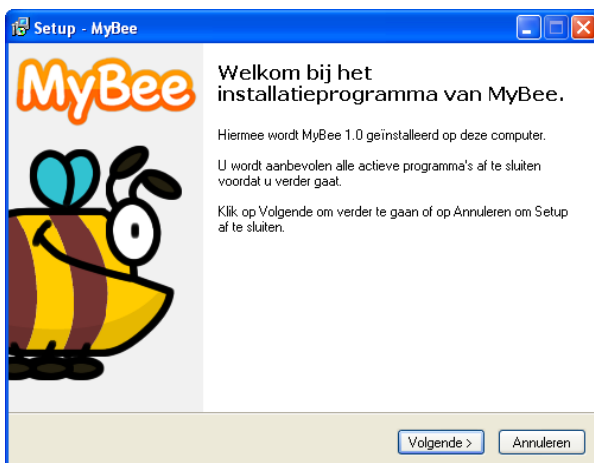 Setup - MyBee
MyBee
Welkom bij het
installatieprogramma van MyBee.
Hiermee wordt MyBee 1.0 geïnstalleerd op deze computer.
U wordt aanbevolen alle actieve programma's af te sluiten
voordat u verder gaat.
Klik op Volgende om verder te gaan of op Annuleren om Setup
af te sluiten.
Volgende >
Annuleren